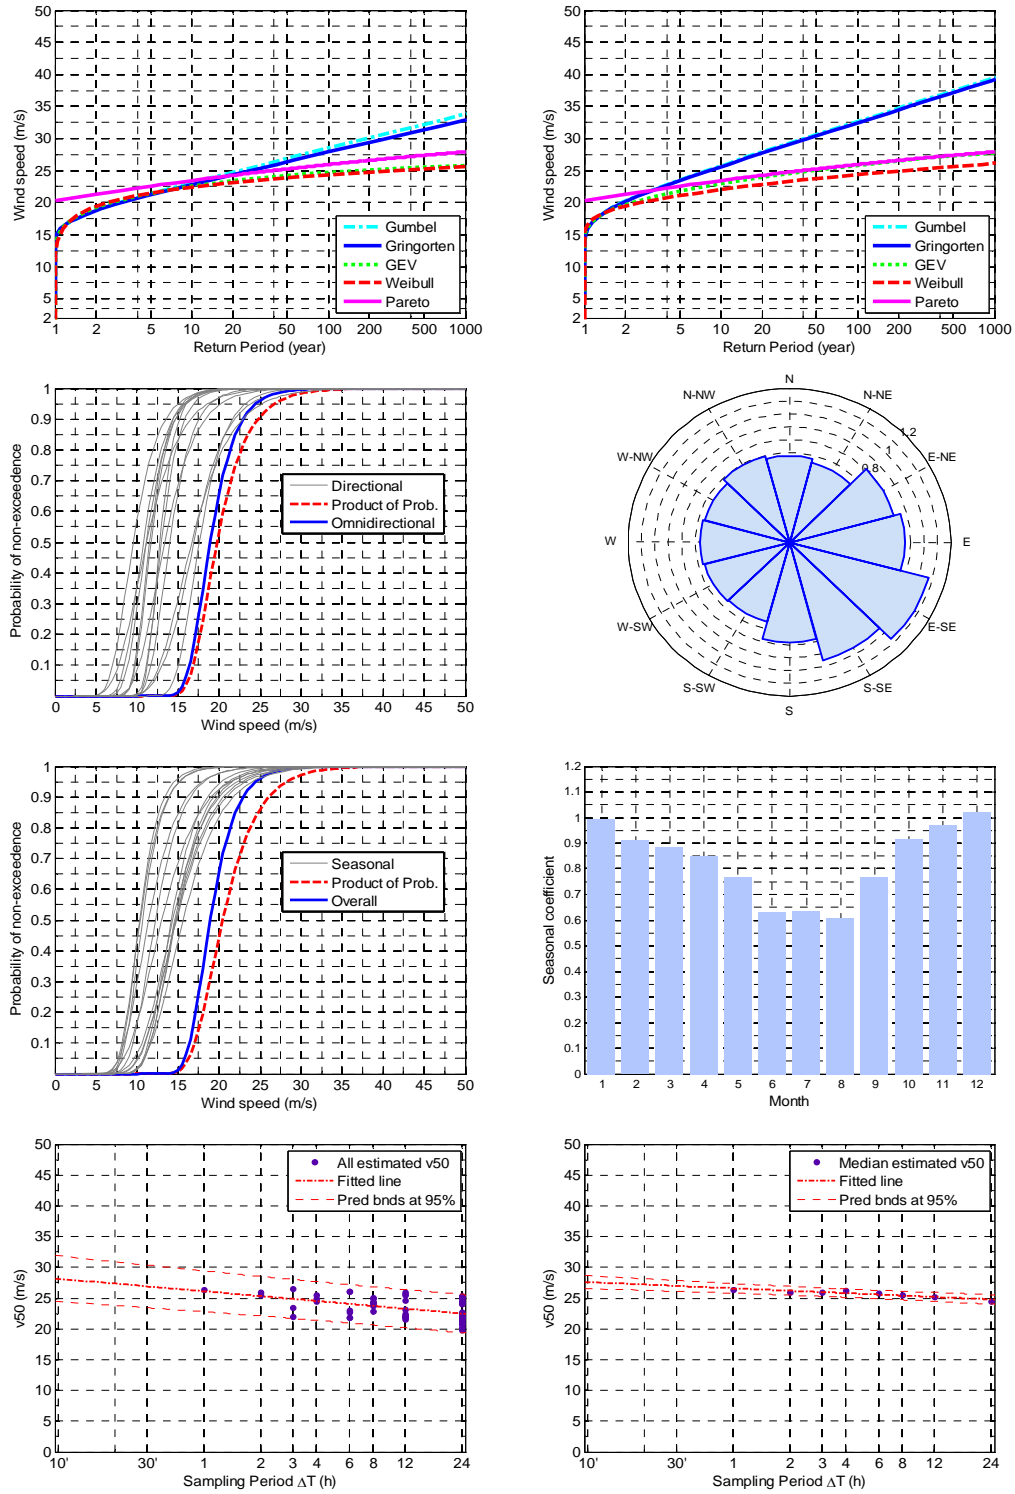 50
45
40
35
30
25
20
15
10
5
2
Wind speed (m/s)
1 2 5 10 20 50 100 200 500 1000
Return Period (year)
Gumbel
Gringorten
GEV
Weibull
Pareto
50
45
40
35
30
25
20
15
10
5
2
Wind speed (m/s)
1 2 5 10 20 50 100 200 500 1000
Return Period (year)
Gumbel
Gringorten
GEV
Weibull
Pareto
1
0.9
0.8
0.7
0.6
0.5
0.4
0.3
0.2
0.1
Probability of non-exceedence
0 5 10 15 20 25 30 35 40 45 50
Wind speed (m/s)
Directional
Product of Prob.
Omnidirectional
N
N-NE
E-NE
E
E-SE
S-SE
S
S-SW
W-SW
W
W-NW
N-NW
0.8
1
1.2
1
0.9
0.8
0.7
0.6
0.5
0.4
0.3
0.2
0.1
Probability of non-exceedence
0 5 10 15 20 25 30 35 40 45 50
Wind speed (m/s)
Seasonal
Product of Prob.
Overall
1.2
1.1
1
0.9
0.8
0.7
0.6
0.5
0.4
0.3
0.2
0.1
0
Seasonal coefficient
1 2 3 4 5 6 7 8 9 10 11 12
Month
50
45
40
35
30
25
20
15
10
5
0
v50 (m/s)
10' 30' 1 2 3 4 6 8 12 24
Sampling Period ΔT (h)
All estimated v50
Fitted line
Pred bnds at 95%
50
45
40
35
30
25
20
15
10
5
0
v50 (m/s)
10' 30' 1 2 3 4 6 8 12 24
Sampling Period ΔT (h)
Median estimated v50
Fitted line
Pred bnds at 95%